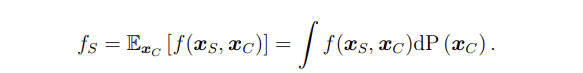 f_S = 𝔼_{𝒙_C} [f(𝒙_S, 𝒙_C)] = ∫ f(𝒙_S, 𝒙_C)dP (𝒙_C) .